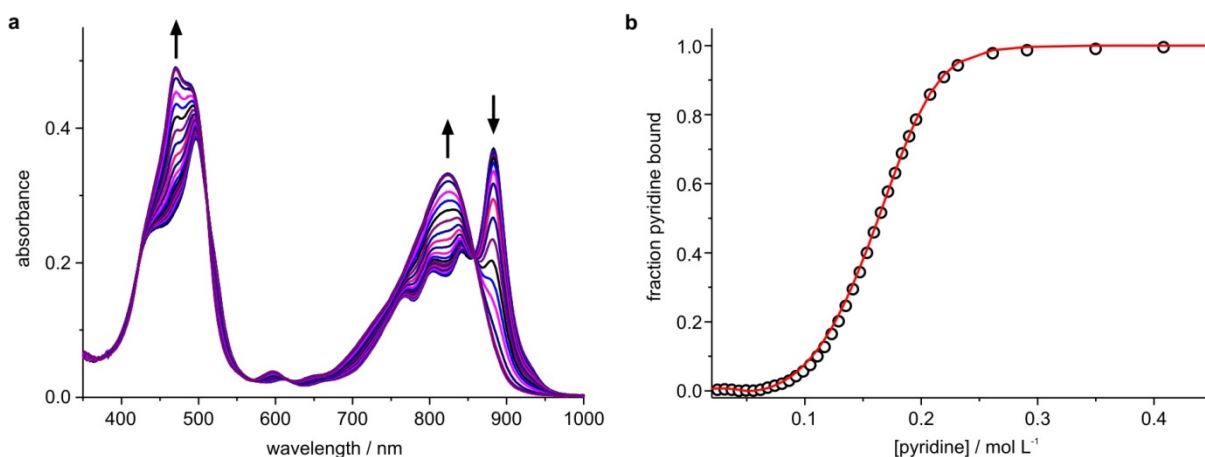 a
absorbance
0.4
0.2
0.0
400 500 600 700 800 900 1000
wavelength / nm
b
fraction pyridine bound
1.0
0.8
0.6
0.4
0.2
0.0
0.1 0.2 0.3 0.4
[pyridine] / mol L⁻¹